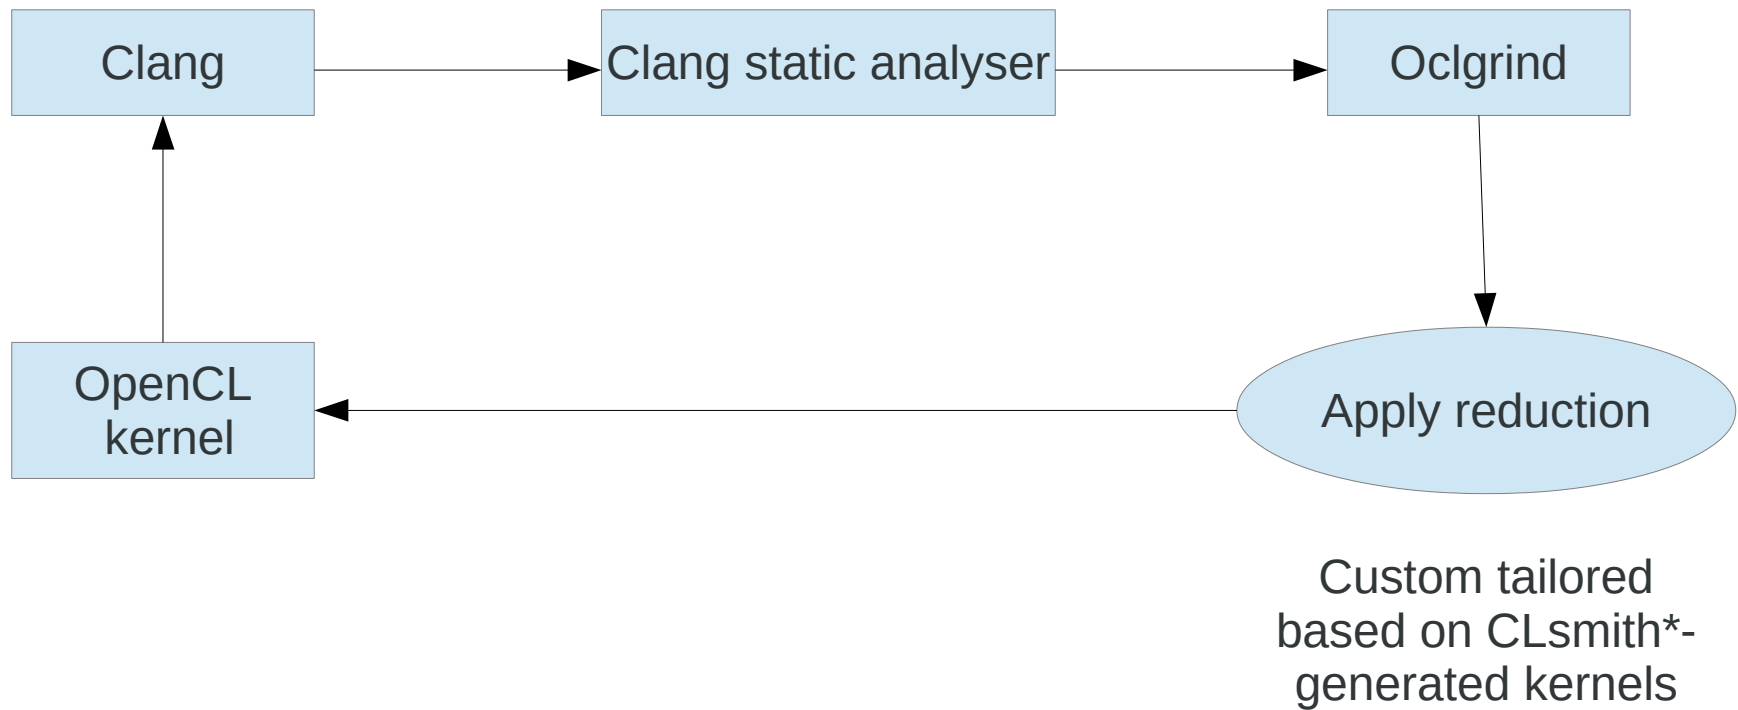 Clang
Clang static analyser
Oclgrind
OpenCL
kernel
Apply reduction
Custom tailored
based on CLsmith*-
generated kernels